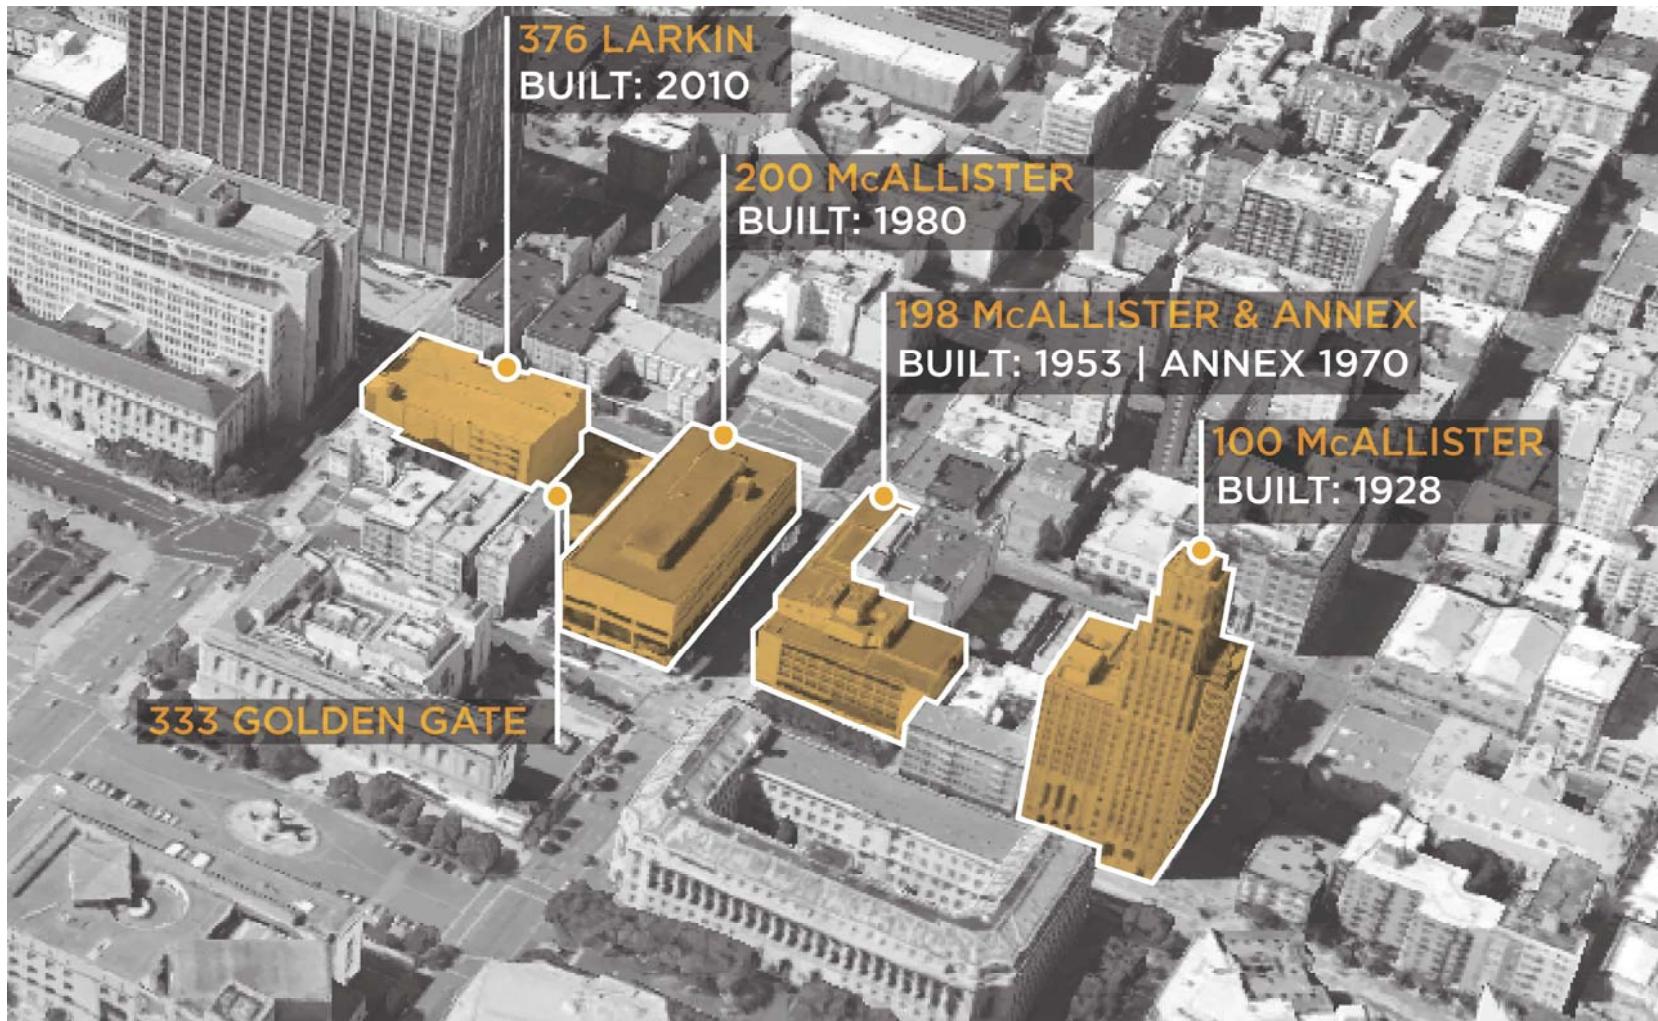 376 LARKIN
BUILT: 2010
200 McALLISTER
BUILT: 1980
198 McALLISTER & ANNEX
BUILT: 1953 | ANNEX 1970
100 McALLISTER
BUILT: 1928
333 GOLDEN GATE